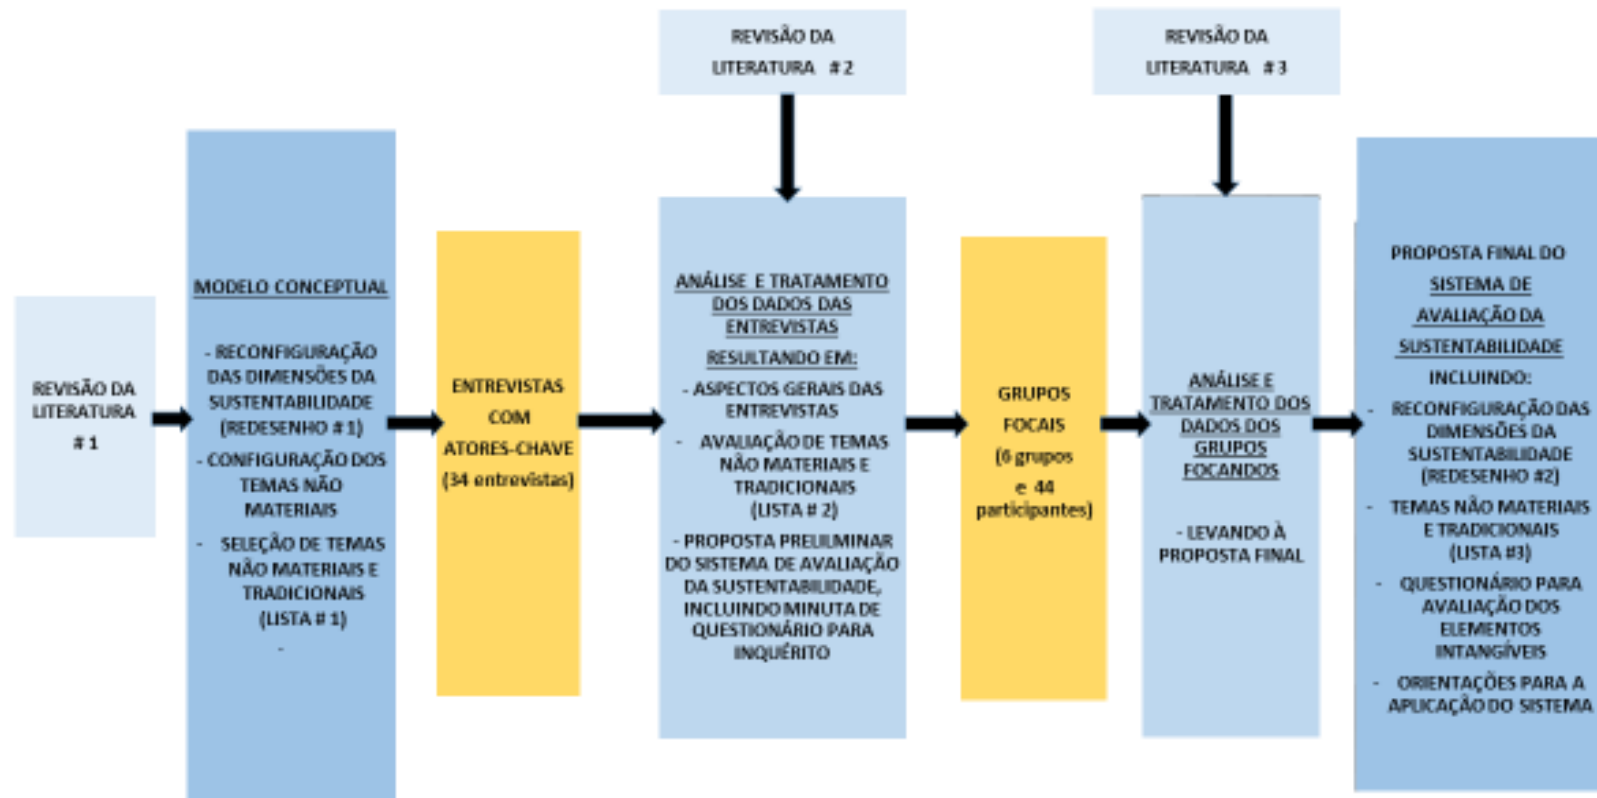 REVISÃO DA
LITERATURA
# 1
MODELO CONCEPTUAL
- RECONFIGURAÇÃO
DAS DIMENSÕES DA
SUSTENTABILIDADE
(REDESENHO # 1)
- CONFIGURAÇÃO DOS
TEMAS NÃO
MATERIAIS
- SELEÇÃO DE TEMAS
NÃO MATERIAIS E
TRADICIONAIS
(LISTA # 1)
-
ENTREVISTAS
COM
ATORES-CHAVE
(34 entrevistas)
REVISÃO DA
LITERATURA # 2
ANÁLISE E TRATAMENTO
DOS DADOS DAS
ENTREVISTAS
RESULTANDO EM:
- ASPECTOS GERAIS DAS
ENTREVISTAS
- AVALIAÇÃO DE TEMAS
NÃO MATERIAIS E
TRADICIONAIS
(LISTA # 2)
- PROPOSTA PRELILMINAR
DO SISTEMA DE AVALIAÇÃO
DA SUSTENTABILIDADE,
INCLUINDO MINUTA DE
QUESTIONÁRIO PARA
INQUÉRITO
GRUPOS
FOCAIS
(6 grupos
e 44
participantes)
REVISÃO DA
LITERATURA # 3
ANÁLISE E
TRATAMENTO DOS
DADOS DOS
GRUPOS
FOCANDOS
- LEVANDO À
PROPOSTA FINAL
PROPOSTA FINAL DO
SISTEMA DE
AVALIAÇÃO DA
SUSTENTABILIDADE
INCLUINDO:
- RECONFIGURAÇÃO DAS
DIMENSÕES DA
SUSTENTABILIDADE
(REDESENHO #2)
- TEMAS NÃO MATERIAIS
E TRADICIONAIS
(LISTA #3)
- QUESTIONÁRIO PARA
AVALIAÇÃO DOS
ELEMENTOS
INTANGÍVEIS
- ORIENTAÇÕES PARA A
APLICAÇÃO DO SISTEMA